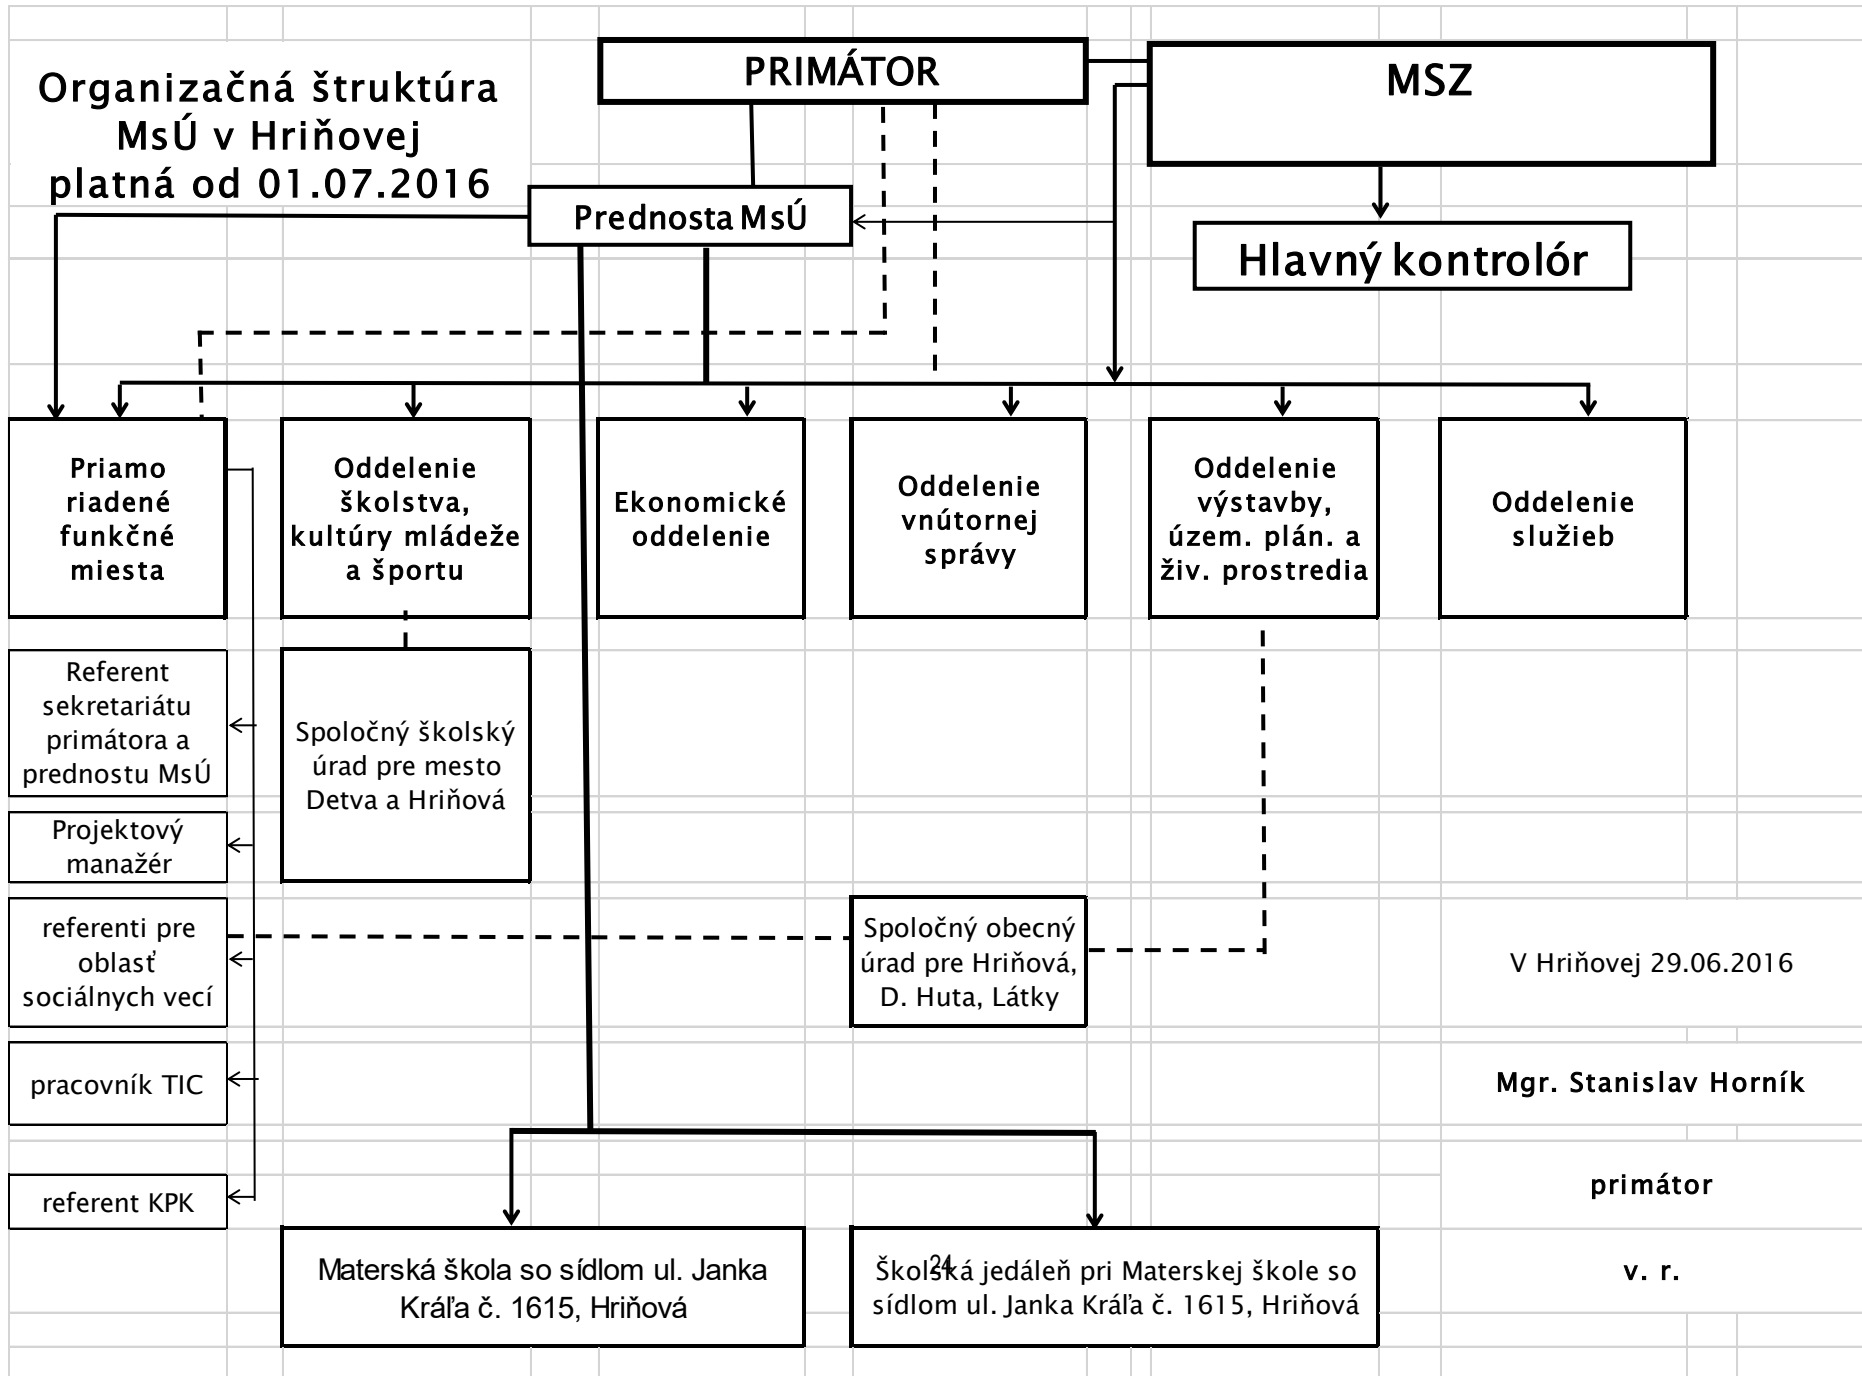 Organizačná štruktúra
MsÚ v Hriňovej
platná od 01.07.2016
PRIMÁTOR
MSZ
Prednosta MsÚ
Hlavný kontrolór
Priamo
riadené
funkčné
miesta
Oddelenie
školstva,
kultúry mládeže
a športu
Ekonomické
oddelenie
Oddelenie
vnútornej
správy
Oddelenie
výstavby,
územ. plán. a
živ. prostredia
Oddelenie
služieb
Referent
sekretariátu
primátora a
prednostu MsÚ
Spoločný školský
úrad pre mesto
Detva a Hriňová
Projektový
manažér
referenti pre
oblasť
sociálnych vecí
Spoločný obecný
úrad pre Hriňová,
D. Huta, Látky
V Hriňovej 29.06.2016
pracovník TIC
Mgr. Stanislav Horník
referent KPK
primátor
Materská škola so sídlom ul. Janka
Kráľa č. 1615, Hriňová
24
Školská jedáleň pri Materskej škole so
sídlom ul. Janka Kráľa č. 1615, Hriňová
v. r.